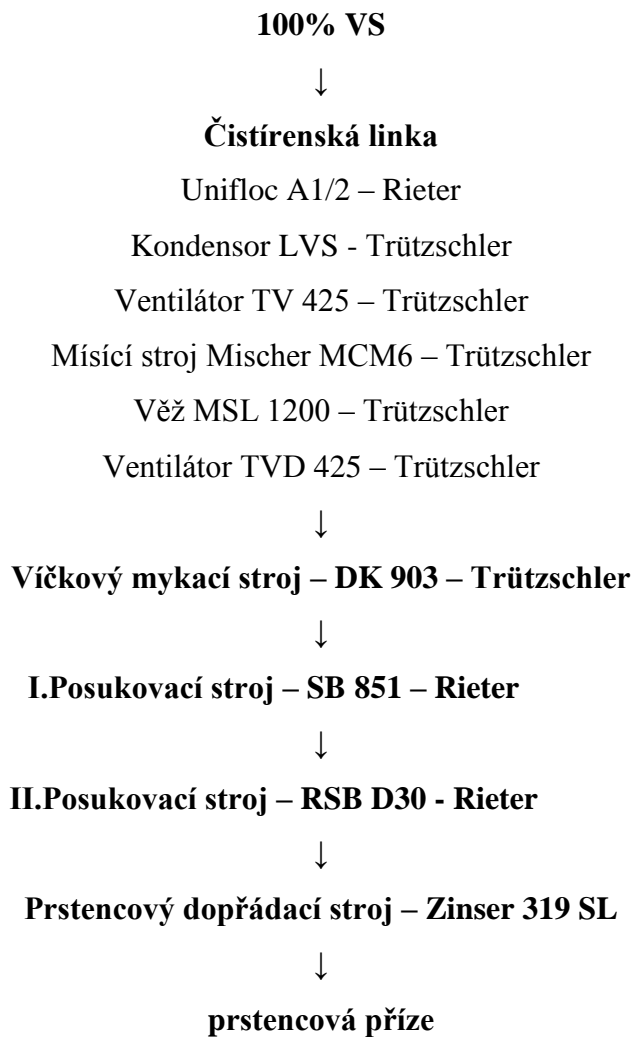 100% VS
↓
Čistírenská linka
Unifloc A1/2 – Rieter
Kondensor LVS - Trützschler
Ventilátor TV 425 – Trützschler
Mísící stroj Mischer MCM6 – Trützschler
Věž MSL 1200 – Trützschler
Ventilátor TVD 425 – Trützschler
↓
Víčkový mykací stroj – DK 903 – Trützschler
↓
I.Posukovací stroj – SB 851 – Rieter
↓
II.Posukovací stroj – RSB D30 - Rieter
↓
Prstencový dopřádací stroj – Zinser 319 SL
↓
prstencová příze